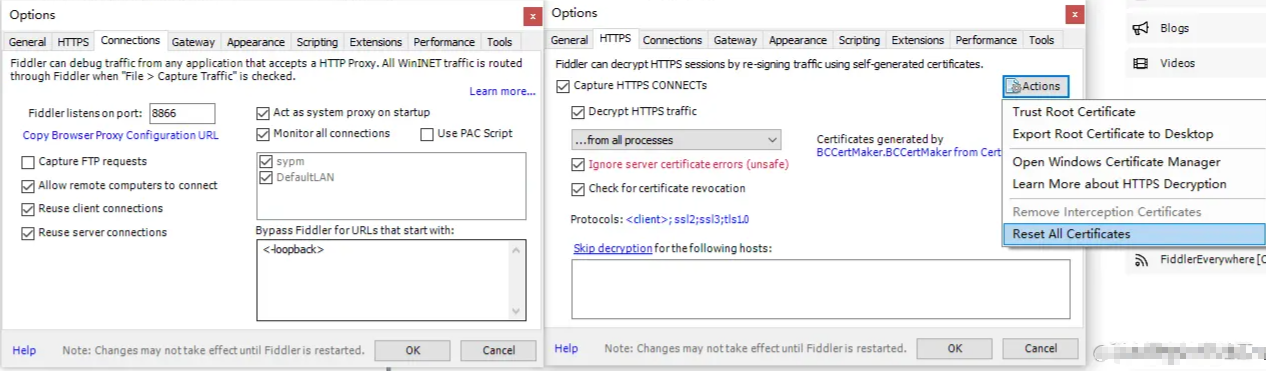 Options
x
General HTTPS Connections Gateway Appearance Scripting Extensions Performance Tools
Fiddler can debug traffic from any application that accepts a HTTP Proxy. All WinINET traffic is routed
through Fiddler when "File > Capture Traffic" is checked.
Learn more...
Fiddler listens on port: 8866
Copy Browser Proxy Configuration URL
Capture FTP requests
Allow remote computers to connect
Reuse client connections
Reuse server connections
Act as system proxy on startup
Monitor all connections
Use PAC Script
sypm
DefaultLAN
Bypass Fiddler for URLs that start with:
<-loopback>
Help
Note: Changes may not take effect until Fiddler is restarted.
OK
Cancel
Options
x
General HTTPS Connections Gateway Appearance Scripting Extensions Performance Tools
Fiddler can decrypt HTTPS sessions by re-signing traffic using self-generated certificates.
Capture HTTPS CONNECTs
Actions
Decrypt HTTPS traffic
...from all processes
Certificates generated by
BCCertMaker.BCCertMaker from Cert
Ignore server certificate errors (unsafe)
Check for certificate revocation
Protocols: <client>; ssl2;ssl3;tls1.0
Skip decryption for the following hosts:
Help
Note: Changes may not take effect until Fiddler is restarted.
OK
Cancel
Trust Root Certificate
Export Root Certificate to Desktop
Open Windows Certificate Manager
Learn More about HTTPS Decryption
Remove Interception Certificates
Reset All Certificates
Blogs
Videos
FiddlerEverywhere [C